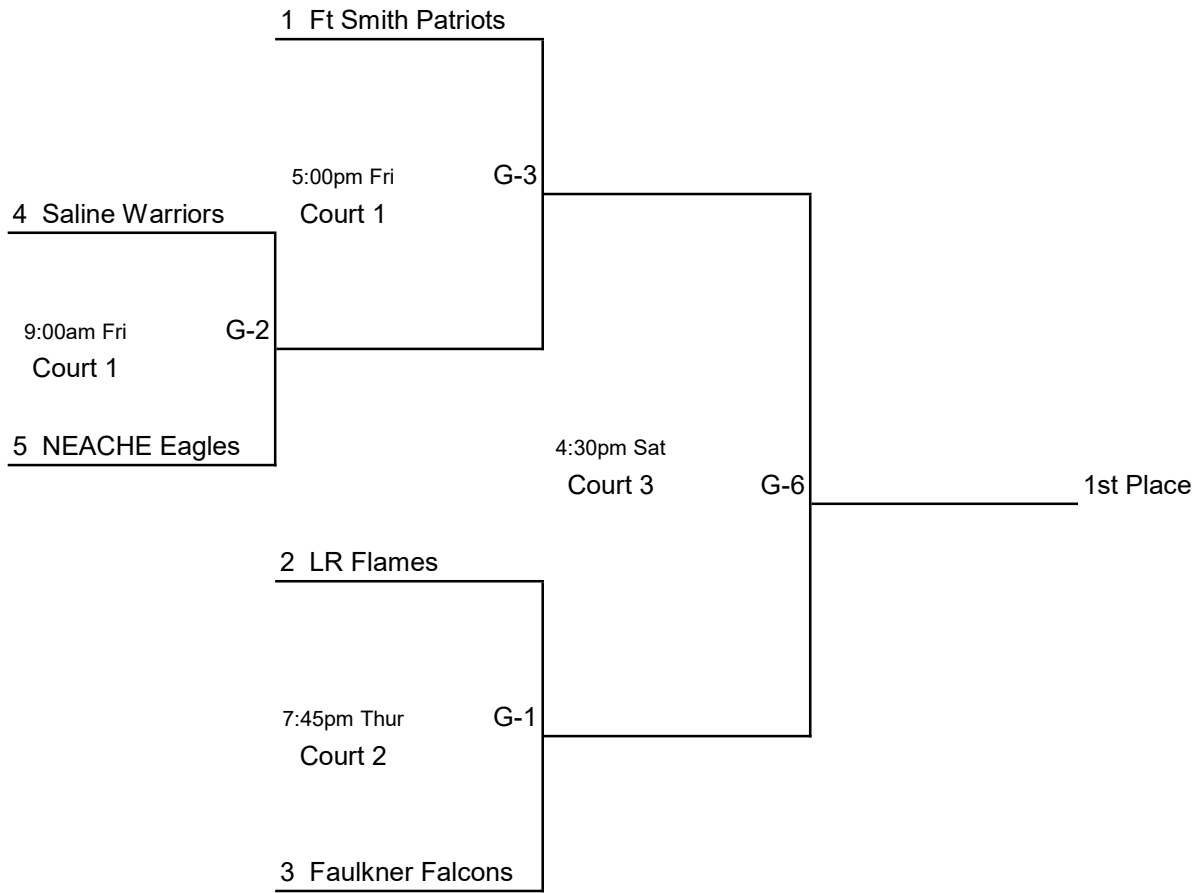 1 Ft Smith Patriots
5:00pm Fri
G-3
Court 1
4 Saline Warriors
9:00am Fri
G-2
Court 1
5 NEACHE Eagles
4:30pm Sat
Court 3
G-6
1st Place
2 LR Flames
7:45pm Thur
G-1
Court 2
3 Faulkner Falcons